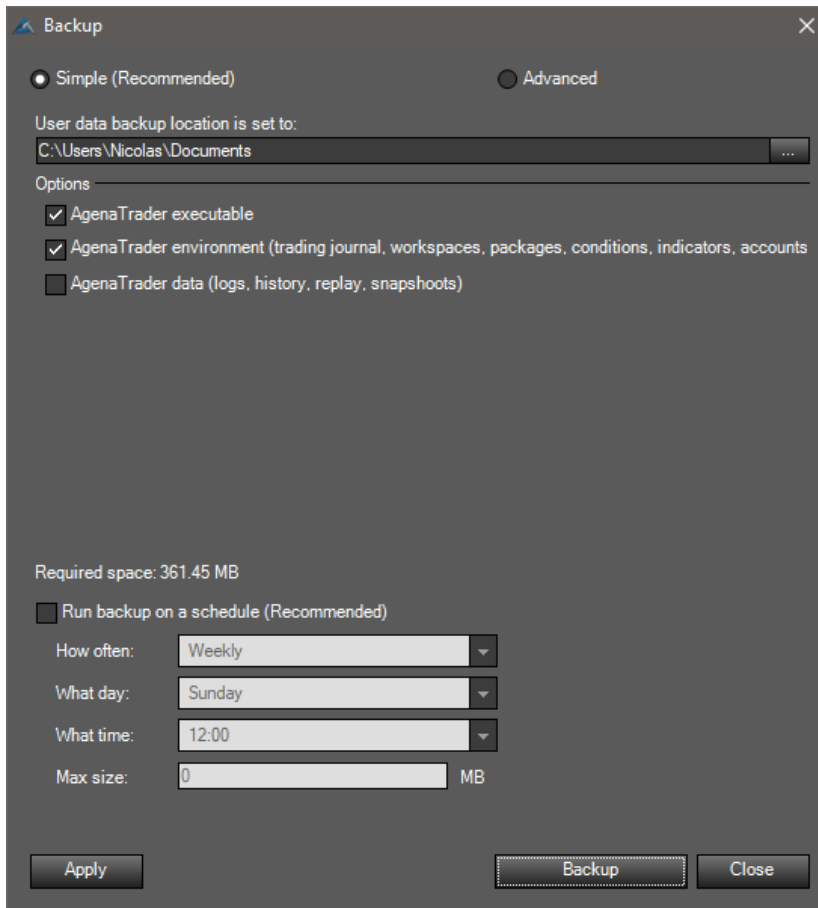 Backup
Simple (Recommended) Advanced
User data backup location is set to:
C:\Users\Nicolas\Documents ...
Options
AgenaTrader executable
AgenaTrader environment (trading journal, workspaces, packages, conditions, indicators, accounts
AgenaTrader data (logs, history, replay, snapshoots)
Required space: 361.45 MB
Run backup on a schedule (Recommended)
How often: Weekly
What day: Sunday
What time: 12:00
Max size: 0 MB
Apply Backup Close